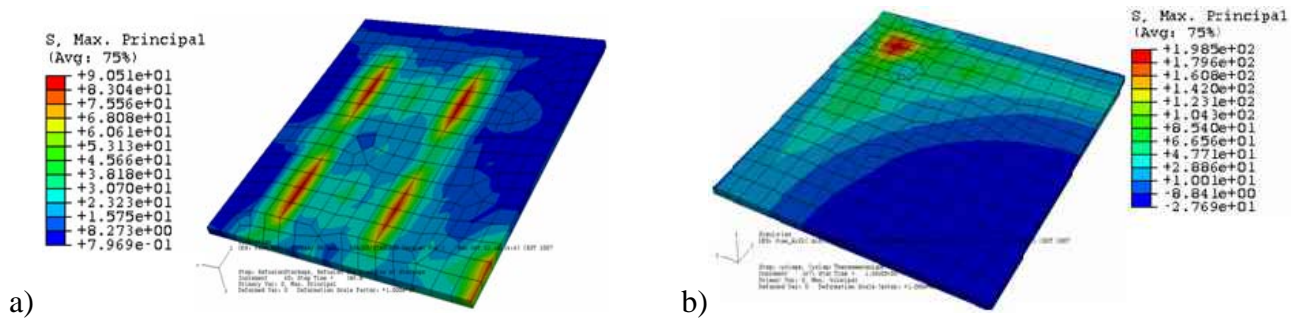 S, Max. Principal
(Avg: 75%)
+9.051e+01
+8.304e+01
+7.556e+01
+6.808e+01
+6.061e+01
+5.313e+01
+4.566e+01
+3.818e+01
+3.070e+01
+2.323e+01
+1.575e+01
+8.273e+00
+7.969e-01
a)
S, Max. Principal
(Avg: 75%)
+1.985e+02
+1.796e+02
+1.608e+02
+1.420e+02
+1.231e+02
+1.043e+02
+8.540e+01
+6.656e+01
+4.771e+01
+2.886e+01
+1.001e+01
-8.841e+00
-2.769e+01
b)